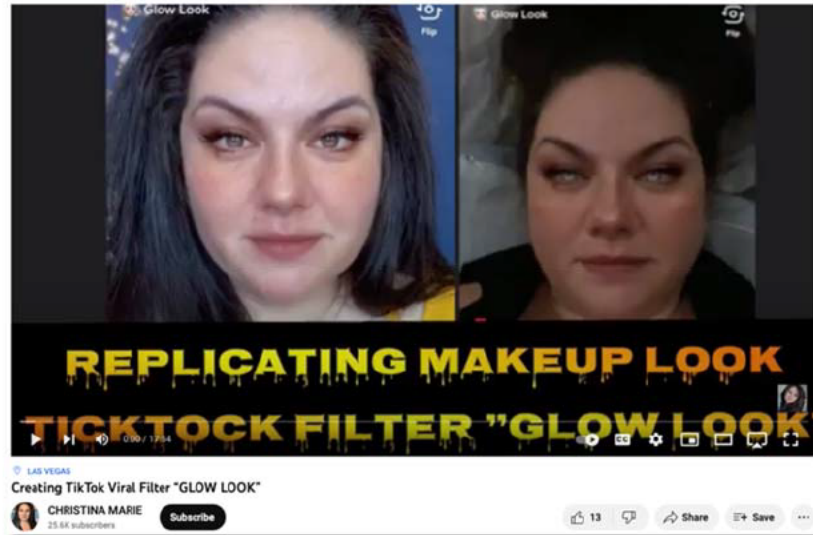 Glow Look
Flip
Glow Look
Flip
REPLICATING MAKEUP LOOK
TICKTOCK FILTER "GLOW LOOK"
0:00 / 17:54
CC
LAS VEGAS
Creating TikTok Viral Filter "GLOW LOOK"
CHRISTINA MARIE
25.6K subscribers
Subscribe
13
Share
Save